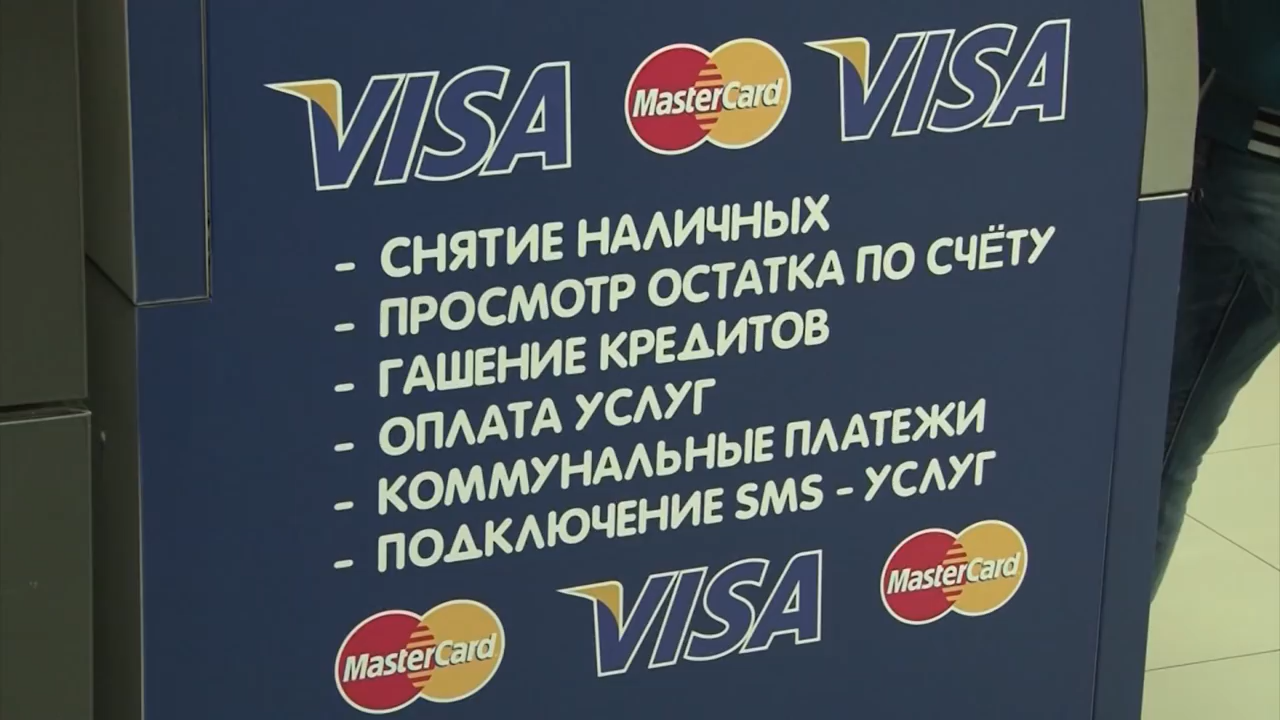 VISA MasterCard VISA
- СНЯТИЕ НАЛИЧНЫХ
- ПРОСМОТР ОСТАТКА ПО СЧЁТУ
- ГАШЕНИЕ КРЕДИТОВ
- ОПЛАТА УСЛУГ
- КОММУНАЛЬНЫЕ ПЛАТЕЖИ
- ПОДКЛЮЧЕНИЕ SMS - УСЛУГ
MasterCard VISA MasterCard